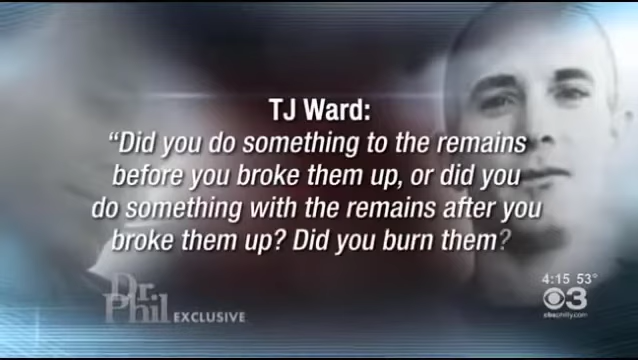 TJ Ward:
“Did you do something to the remains
before you broke them up, or did you
do something with the remains after you
broke them up? Did you burn them?
Dr.
Phil EXCLUSIVE
4:15 53°
3
cbsphilly.com